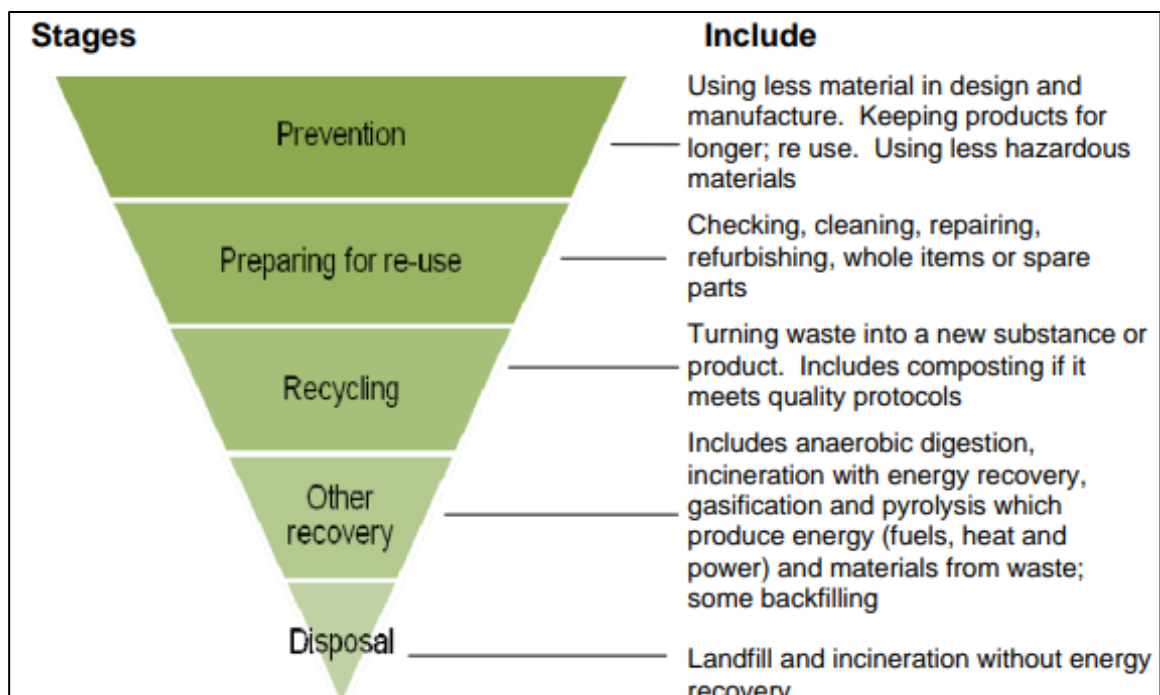 Stages
Include
Prevention
Using less material in design and
manufacture. Keeping products for
longer; re use. Using less hazardous
materials
Preparing for re-use
Checking, cleaning, repairing,
refurbishing, whole items or spare
parts
Recycling
Turning waste into a new substance or
product. Includes composting if it
meets quality protocols
Other
recovery
Includes anaerobic digestion,
incineration with energy recovery,
gasification and pyrolysis which
produce energy (fuels, heat and
power) and materials from waste;
some backfilling
Disposal
Landfill and incineration without energy
recovery